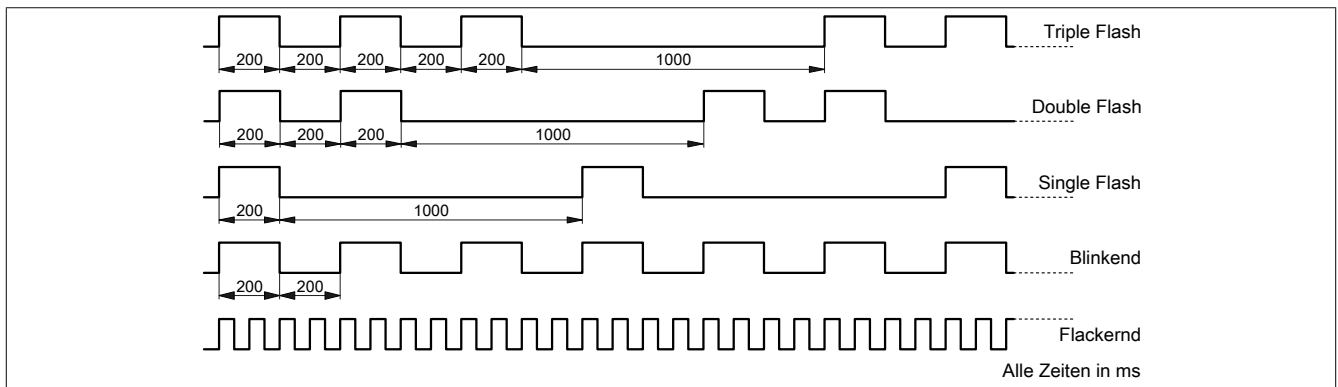 Triple Flash
200 200 200 200 200 1000
Double Flash
200 200 200 1000
Single Flash
200 1000
Blinkend
200 200
Flackernd
Alle Zeiten in ms